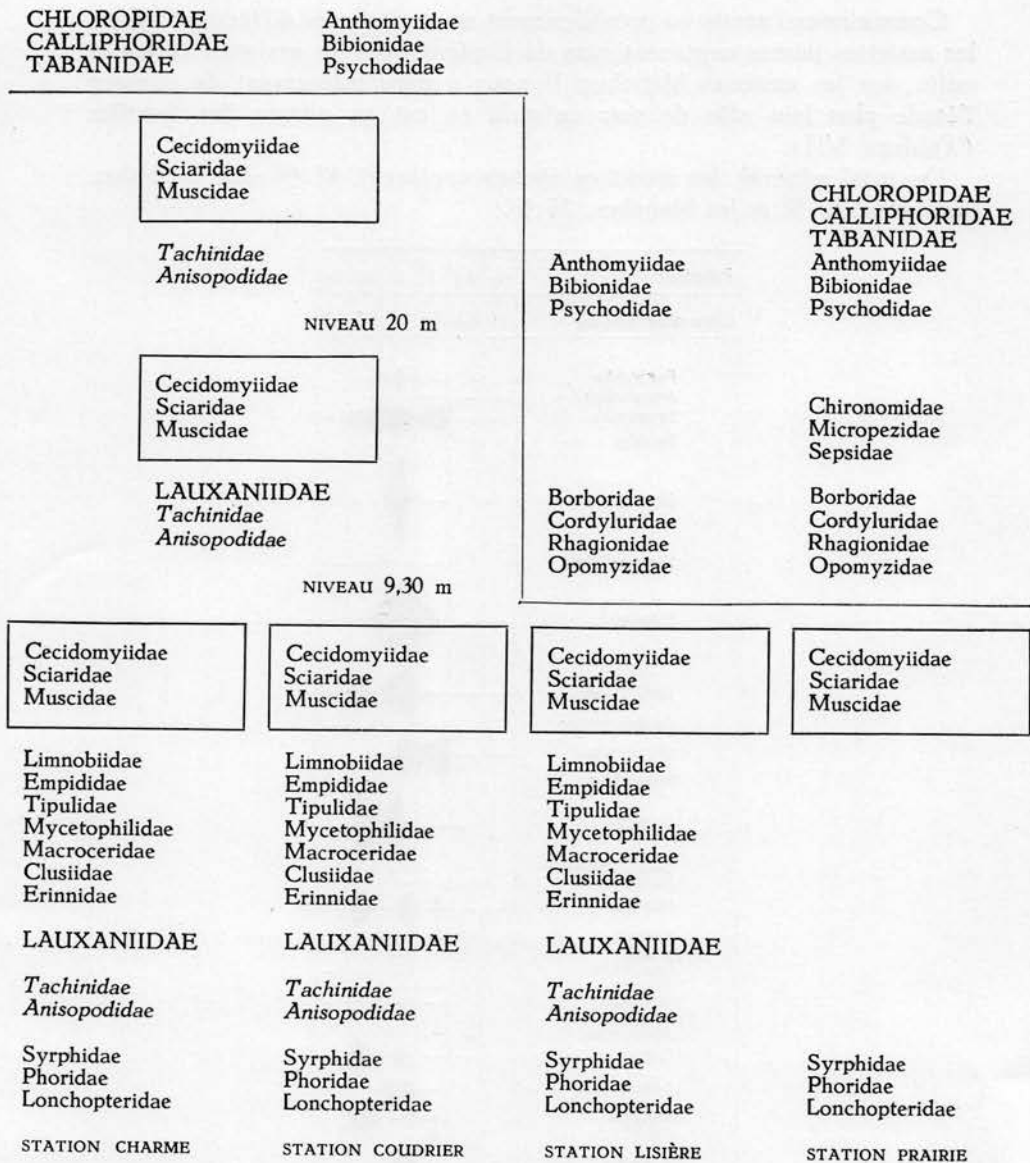 CHLOROPIDAE
CALLIPHORIDAE
TABANIDAE
Anthomyiidae
Bibionidae
Psychodidae
Cecidomyiidae
Sciaridae
Muscidae
Tachinidae
Anisopodidae
NIVEAU 20 m
Cecidomyiidae
Sciaridae
Muscidae
LAUXANIIDAE
Tachinidae
Anisopodidae
NIVEAU 9,30 m
Anthomyiidae
Bibionidae
Psychodidae
Borboridae
Cordyluridae
Rhagionidae
Opomyzidae
CHLOROPIDAE
CALLIPHORIDAE
TABANIDAE
Anthomyiidae
Bibionidae
Psychodidae
Chironomidae
Micropezidae
Sepsidae
Borboridae
Cordyluridae
Rhagionidae
Opomyzidae
Cecidomyiidae
Sciaridae
Muscidae
Limnobiidae
Empididae
Tipulidae
Mycetophilidae
Macroceridae
Clusiidae
Erinnidae
LAUXANIIDAE
Tachinidae
Anisopodidae
Syrphidae
Phoridae
Lonchopteridae
STATION CHARME
Cecidomyiidae
Sciaridae
Muscidae
Limnobiidae
Empididae
Tipulidae
Mycetophilidae
Macroceridae
Clusiidae
Erinnidae
LAUXANIIDAE
Tachinidae
Anisopodidae
Syrphidae
Phoridae
Lonchopteridae
STATION COUDRIER
Cecidomyiidae
Sciaridae
Muscidae
Limnobiidae
Empididae
Tipulidae
Mycetophilidae
Macroceridae
Clusiidae
Erinnidae
LAUXANIIDAE
Tachinidae
Anisopodidae
Syrphidae
Phoridae
Lonchopteridae
STATION LISIÈRE
Cecidomyiidae
Sciaridae
Muscidae
Syrphidae
Phoridae
Lonchopteridae
STATION PRAIRIE